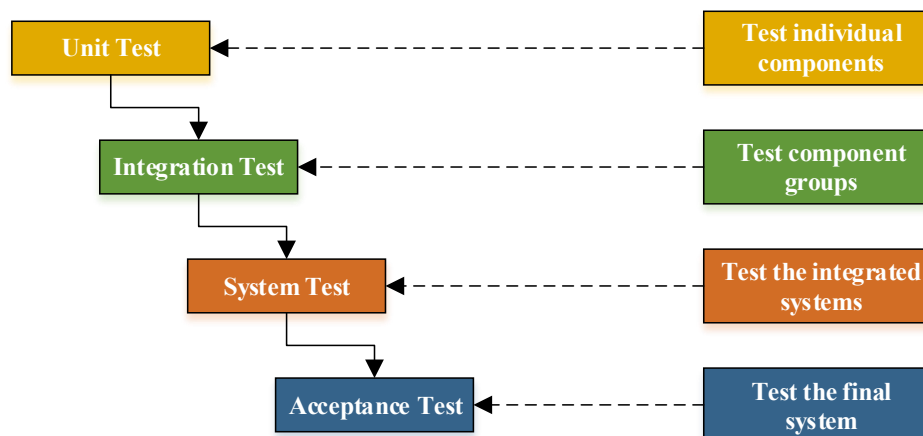 Unit Test
Test individual
components
Integration Test
Test component
groups
System Test
Test the integrated
systems
Acceptance Test
Test the final
system